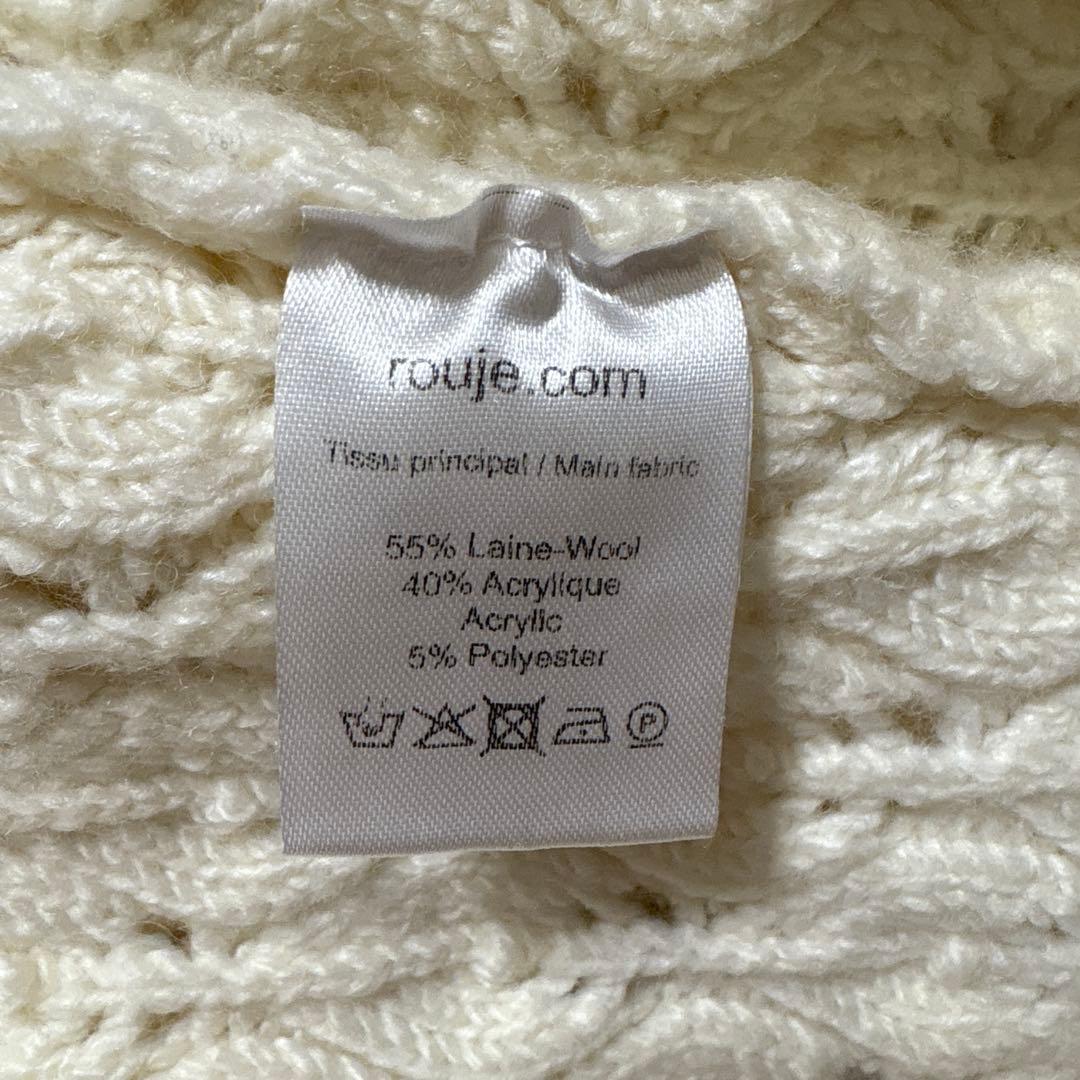 rouje.com
Tissu principal / Main fabric
55% Laine-Wool
40% Acrylique
Acrylic
5% Polyester
P